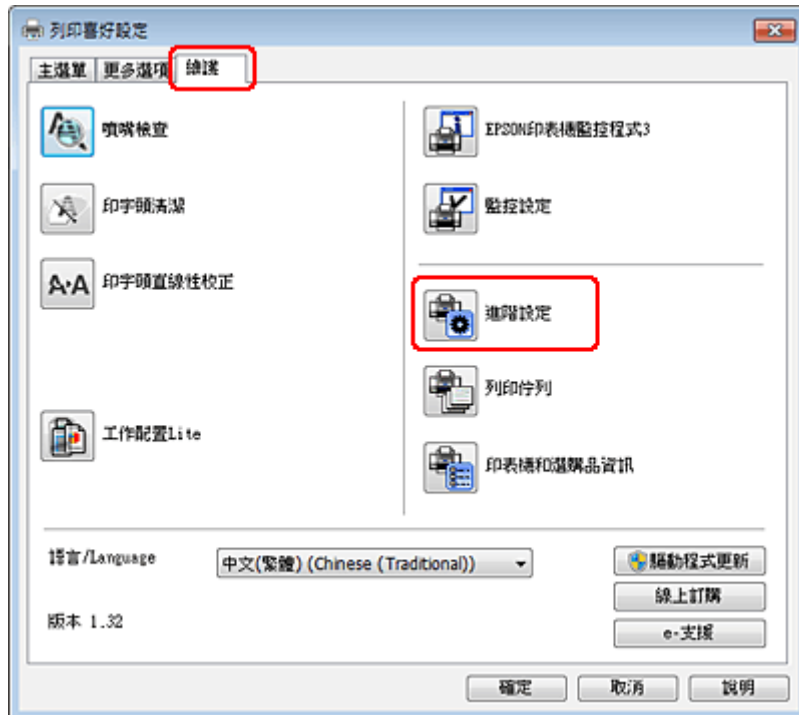 列印喜好設定
主選單 更多選項 維護
噴嘴檢查
印字頭清潔
印字頭直線性校正
工作配置Lite
EPSON印表機監控程式3
監控設定
進階設定
列印佇列
印表機和選購品資訊
語言/Language
中文(繁體) (Chinese (Traditional))
版本 1.32
驅動程式更新
線上訂購
e-支援
確定 取消 說明